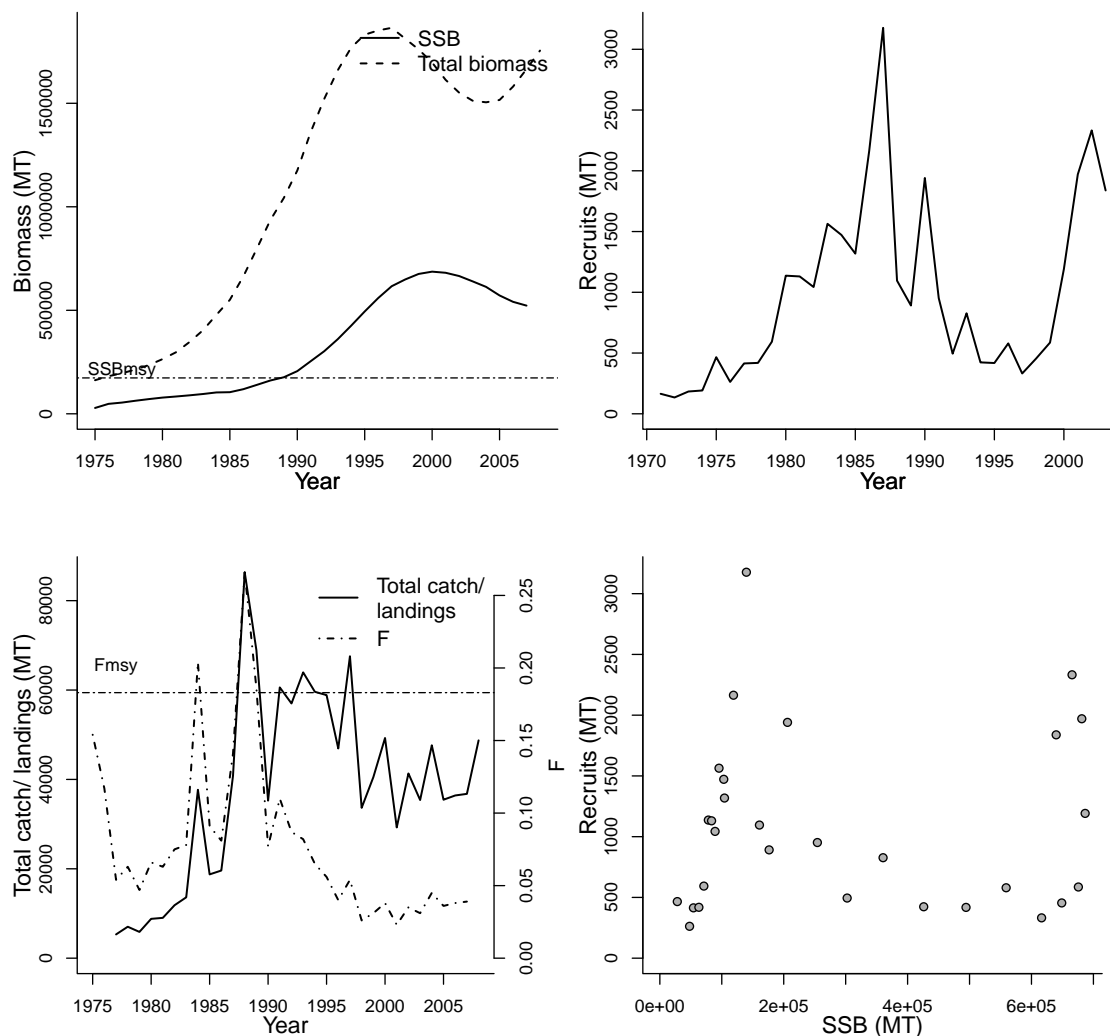 SSB
Total biomass
Biomass (MT)
0
500000
1000000
1500000
SSBmsy
1975 1980 1985 1990 1995 2000 2005
Year
Recruits (MT)
0
500
1000
1500
2000
2500
3000
1970 1975 1980 1985 1990 1995 2000
Year
Total catch/
landings
F
Total catch/ landings (MT)
0
20000
40000
60000
80000
Fmsy
0.00
0.05
0.10
0.15
0.20
0.25
F
1975 1980 1985 1990 1995 2000 2005
Year
Recruits (MT)
0
500
1000
1500
2000
2500
3000
0e+00 2e+05 4e+05 6e+05
SSB (MT)